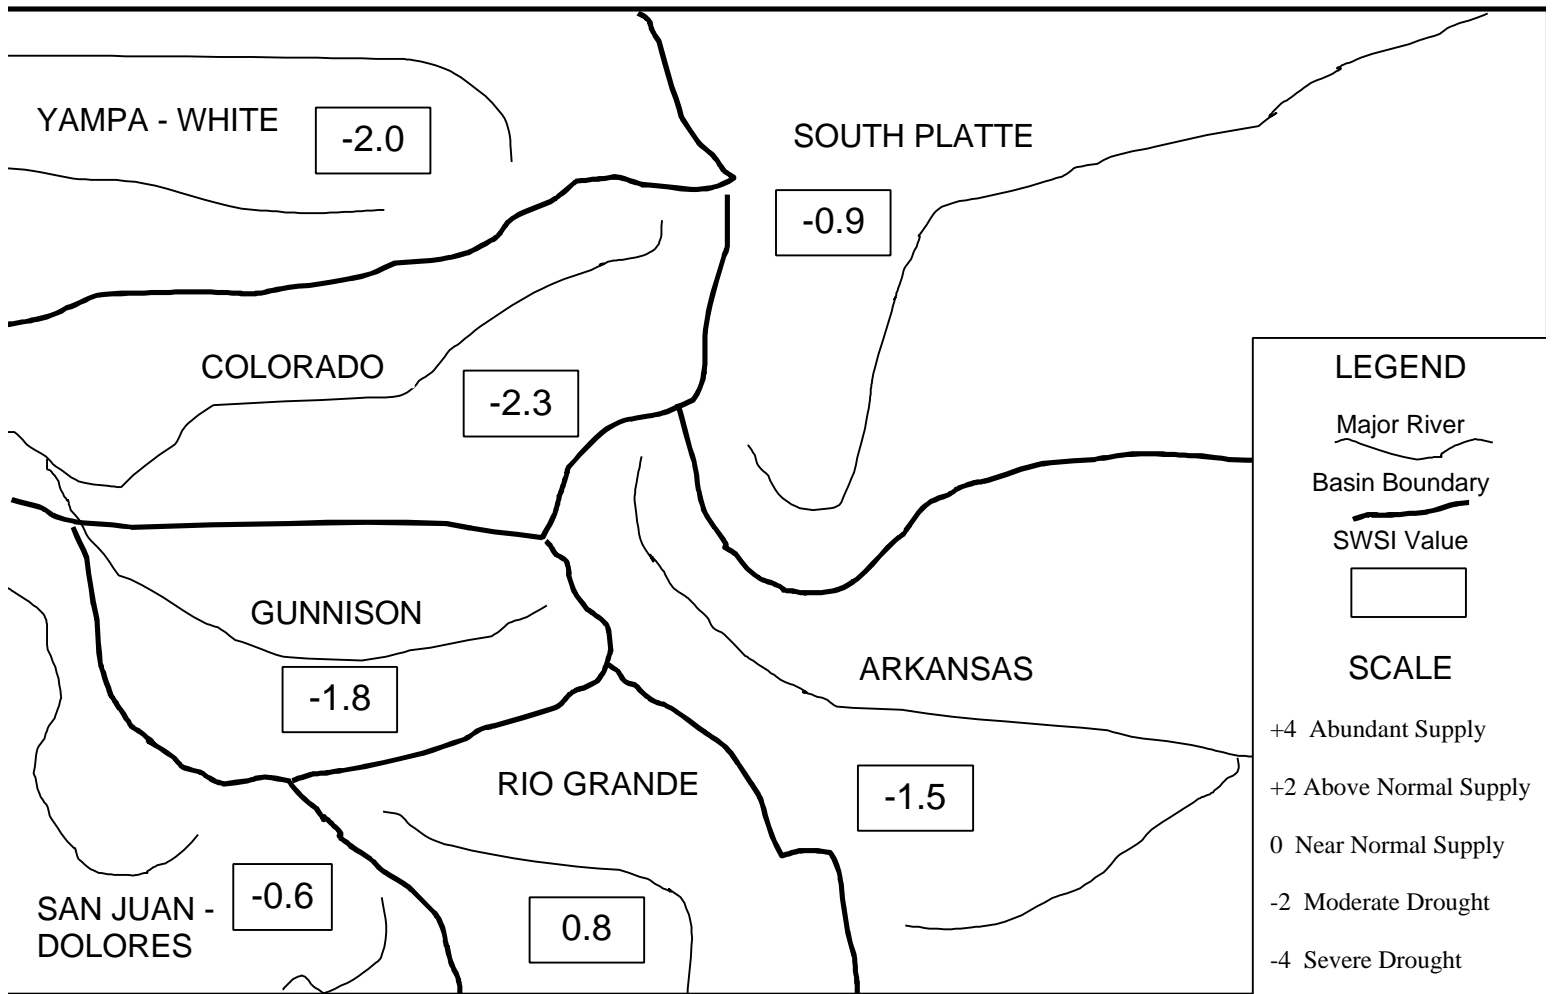 YAMPA - WHITE
-2.0
SOUTH PLATTE
-0.9
COLORADO
-2.3
GUNNISON
-1.8
ARKANSAS
-1.5
RIO GRANDE
0.8
SAN JUAN -
DOLORES
-0.6
LEGEND
Major River
Basin Boundary
SWSI Value
SCALE
+4 Abundant Supply
+2 Above Normal Supply
0 Near Normal Supply
-2 Moderate Drought
-4 Severe Drought